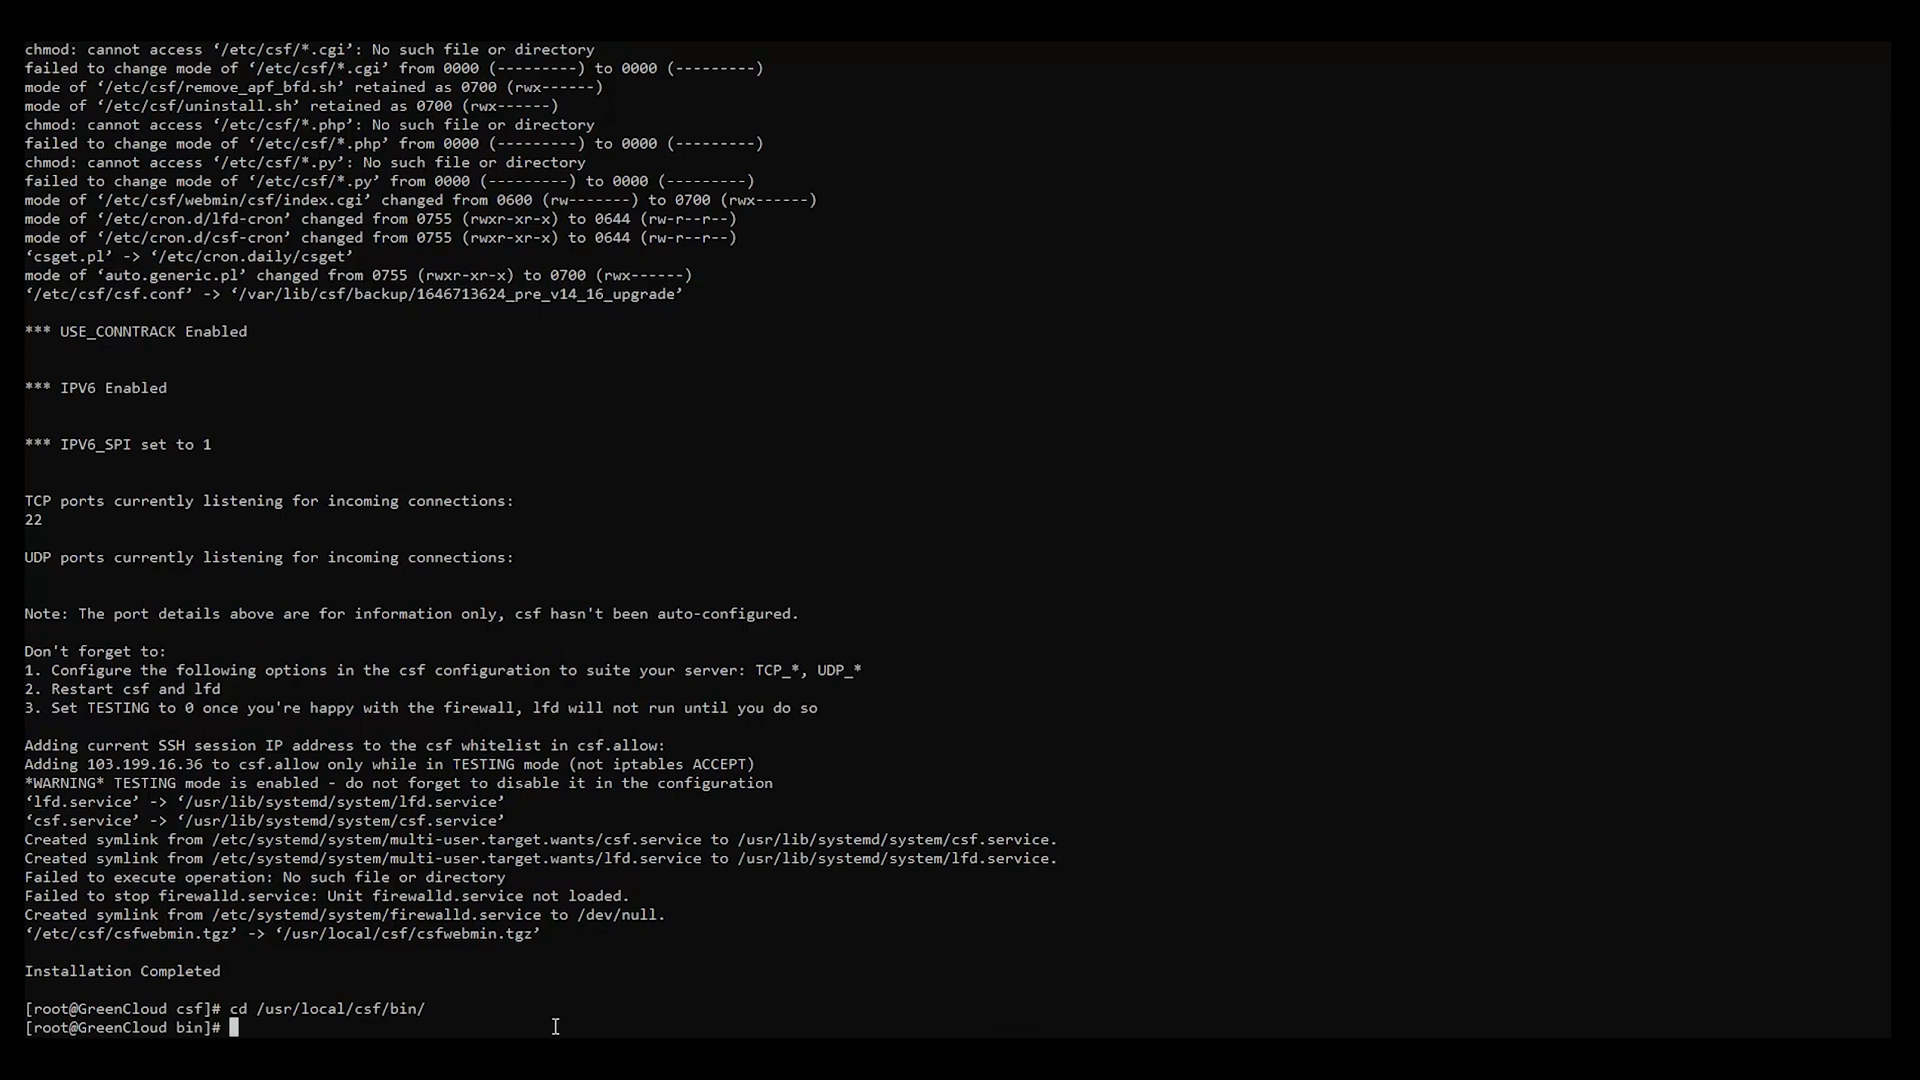 chmod: cannot access ‘/etc/csf/*.cgi’: No such file or directory
failed to change mode of ‘/etc/csf/*.cgi’ from 0000 (---------) to 0000 (---------)
mode of ‘/etc/csf/remove_apf_bfd.sh’ retained as 0700 (rwx------)
mode of ‘/etc/csf/uninstall.sh’ retained as 0700 (rwx------)
chmod: cannot access ‘/etc/csf/*.php’: No such file or directory
failed to change mode of ‘/etc/csf/*.php’ from 0000 (---------) to 0000 (---------)
chmod: cannot access ‘/etc/csf/*.py’: No such file or directory
failed to change mode of ‘/etc/csf/*.py’ from 0000 (---------) to 0000 (---------)
mode of ‘/etc/csf/webmin/csf/index.cgi’ changed from 0600 (rw-------) to 0700 (rwx------)
mode of ‘/etc/cron.d/lfd-cron’ changed from 0755 (rwxr-xr-x) to 0644 (rw-r--r--)
mode of ‘/etc/cron.d/csf-cron’ changed from 0755 (rwxr-xr-x) to 0644 (rw-r--r--)
‘csget.pl’ -> ‘/etc/cron.daily/csget’
mode of ‘auto.generic.pl’ changed from 0755 (rwxr-xr-x) to 0700 (rwx------)
‘/etc/csf/csf.conf’ -> ‘/var/lib/csf/backup/1646713624_pre_v14_16_upgrade’
*** USE_CONNTRACK Enabled
*** IPV6 Enabled
*** IPV6_SPI set to 1
TCP ports currently listening for incoming connections:
22
UDP ports currently listening for incoming connections:
Note: The port details above are for information only, csf hasn't been auto-configured.
Don't forget to:
1. Configure the following options in the csf configuration to suite your server: TCP_*, UDP_*
2. Restart csf and lfd
3. Set TESTING to 0 once you're happy with the firewall, lfd will not run until you do so
Adding current SSH session IP address to the csf whitelist in csf.allow:
Adding 103.199.16.36 to csf.allow only while in TESTING mode (not iptables ACCEPT)
*WARNING* TESTING mode is enabled - do not forget to disable it in the configuration
‘lfd.service’ -> ‘/usr/lib/systemd/system/lfd.service’
‘csf.service’ -> ‘/usr/lib/systemd/system/csf.service’
Created symlink from /etc/systemd/system/multi-user.target.wants/csf.service to /usr/lib/systemd/system/csf.service.
Created symlink from /etc/systemd/system/multi-user.target.wants/lfd.service to /usr/lib/systemd/system/lfd.service.
Failed to execute operation: No such file or directory
Failed to stop firewalld.service: Unit firewalld.service not loaded.
Created symlink from /etc/systemd/system/firewalld.service to /dev/null.
‘/etc/csf/csfwebmin.tgz’ -> ‘/usr/local/csf/csfwebmin.tgz’
Installation Completed
[root@GreenCloud csf]# cd /usr/local/csf/bin/
[root@GreenCloud bin]#